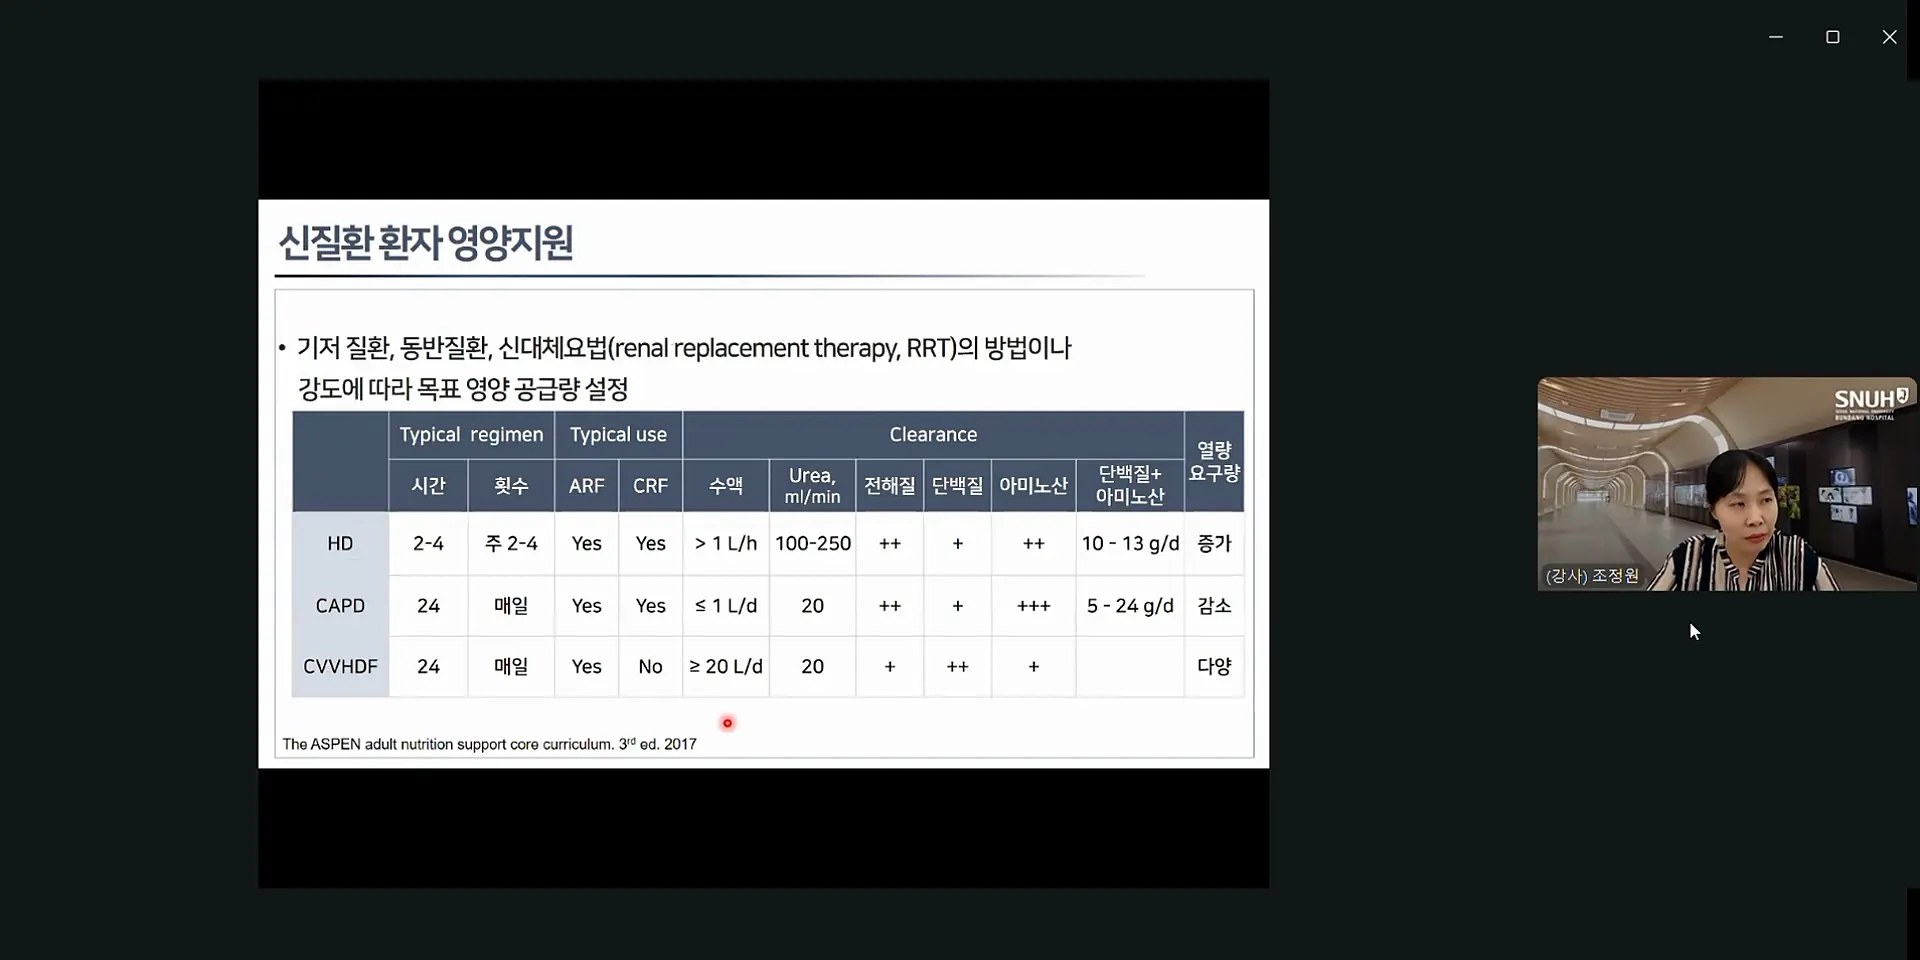 신질환 환자 영양지원
• 기저 질환, 동반질환, 신대체요법(renal replacement therapy, RRT)의 방법이나
강도에 따라 목표 영양 공급량 설정
Typical regimen Typical use Clearance 열량 요구량
시간 횟수 ARF CRF 수액 Urea, ml/min 전해질 단백질 아미노산 단백질+ 아미노산
HD 2-4 주 2-4 Yes Yes > 1 L/h 100-250 ++ + ++ 10 - 13 g/d 증가
CAPD 24 매일 Yes Yes ≤ 1 L/d 20 ++ + +++ 5 - 24 g/d 감소
CVVHDF 24 매일 Yes No ≥ 20 L/d 20 + ++ + 다양
The ASPEN adult nutrition support core curriculum. 3rd ed. 2017
SNUH
BUNDANG HOSPITAL
(강사) 조정원